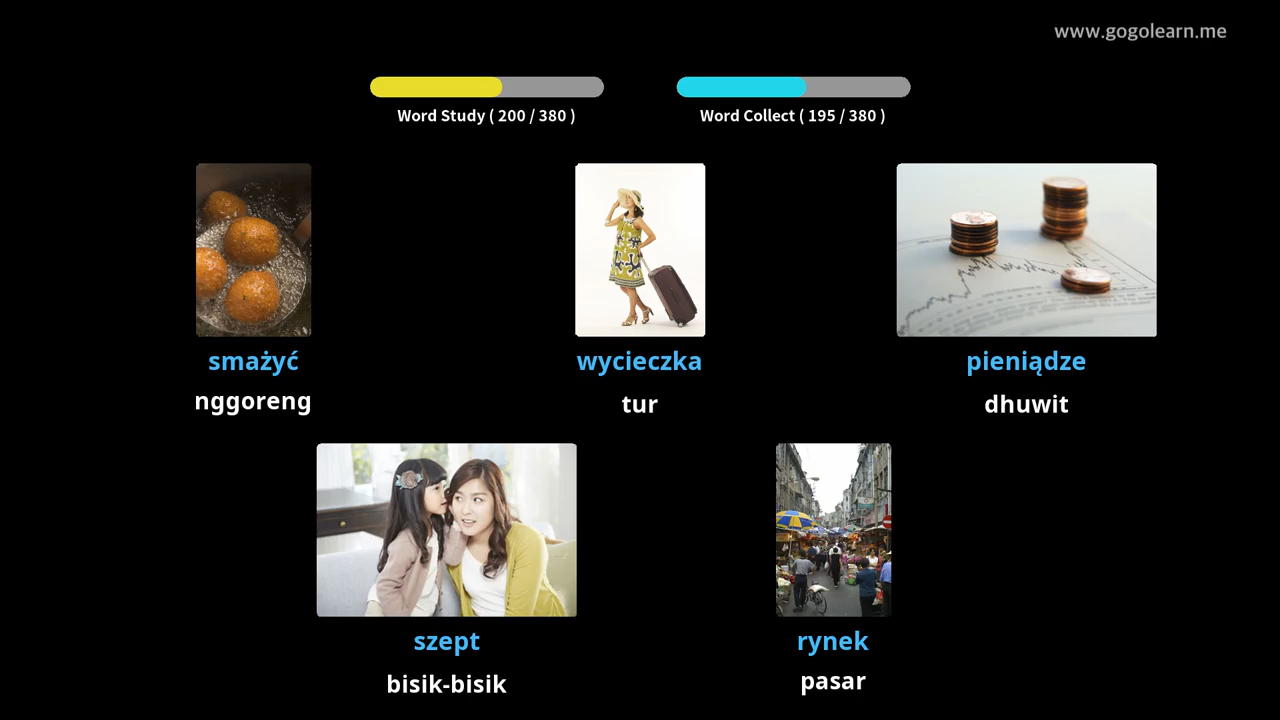 www.gogolearn.me
Word Study ( 200 / 380 )
Word Collect ( 195 / 380 )
smażyć
nggoreng
wycieczka
tur
pieniądze
dhuwit
szept
bisik-bisik
rynek
pasar